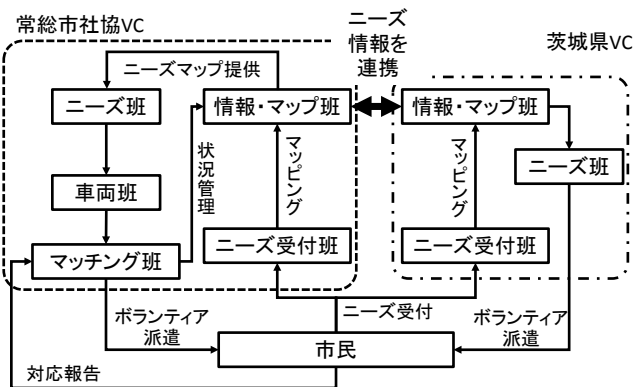 常総市社協VC
ニーズ
情報を
連携
茨城県VC
ニーズマップ提供
ニーズ班
情報・マップ班
情報・マップ班
状況管理
マッピング
マッピング
ニーズ班
車両班
マッチング班
ニーズ受付班
ニーズ受付班
ボランティア
派遣
ニーズ受付
ボランティア
派遣
市民
対応報告